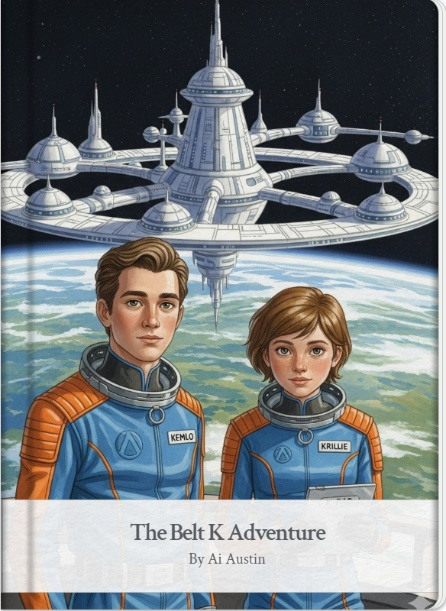 KEMLO
KRILLIE
The Belt K Adventure
By Ai Austin